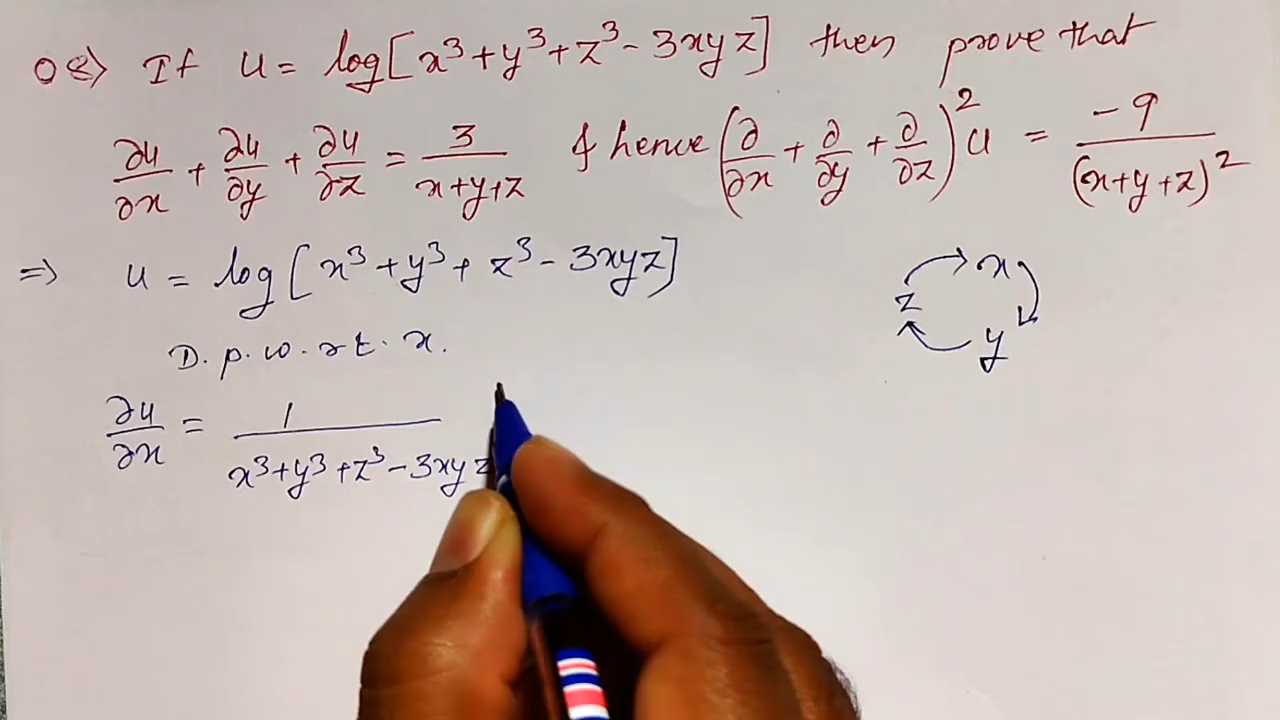 08) If u = log[x³+y³+z³-3xyz] then prove that
∂u/∂x + ∂u/∂y + ∂u/∂z = 3/(x+y+z) & hence (∂/∂x + ∂/∂y + ∂/∂z)² u = -9/(x+y+z)²
⇒ u = log[x³+y³+z³-3xyz]
z → x → y → z
D.p.w.r.t. x.
∂u/∂x = 1/(x³+y³+z³-3xyz)